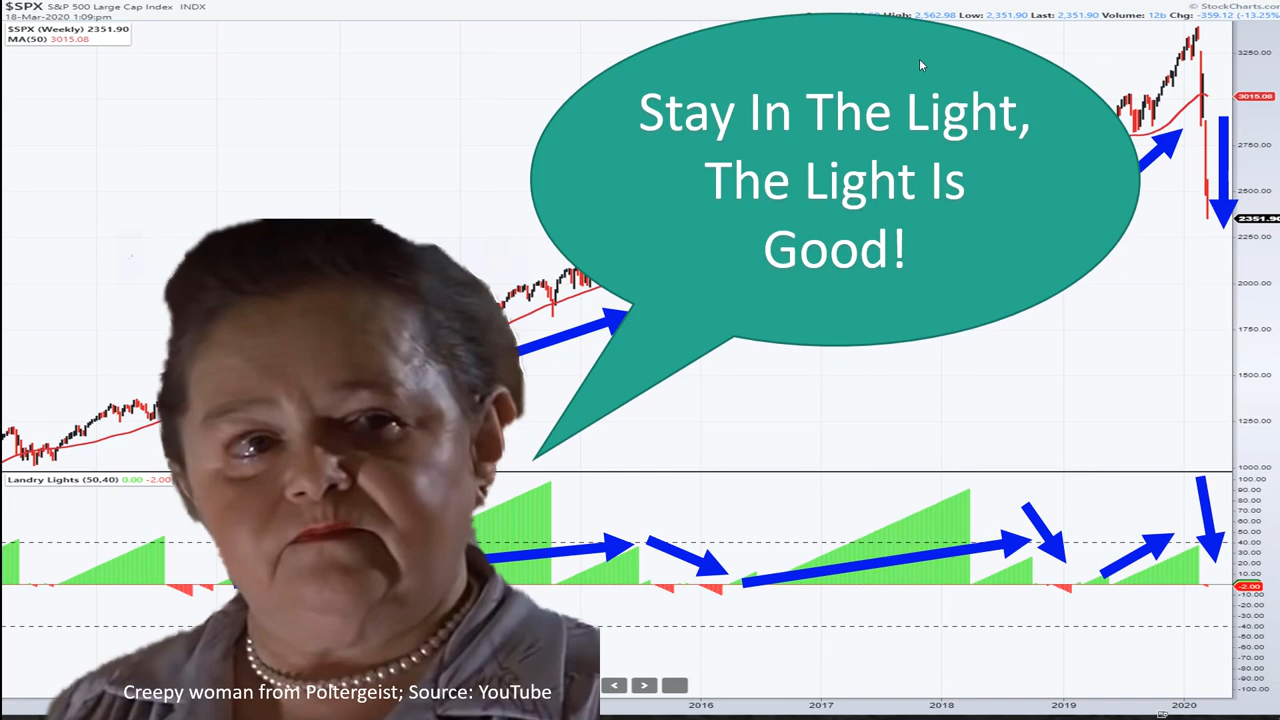 $SPX S&P 500 Large Cap Index INDX
© StockCharts.com
18-Mar-2020 1:09pm
High: 2,562.98 Low: 2,351.90 Last: 2,351.90 Volume: 12b Chg: -359.12 (-13.25%
$SPX (Weekly) 2351.90
MA(50) 3015.08
Stay In The Light,
The Light Is
Good!
3250.00
3015.08
2750.00
2500.00
2351.90
2250.00
2000.00
1750.00
1500.00
1250.00
1000.00
Landry Lights (50,40) 0.00 -2.00
100.00
90.00
80.00
70.00
60.00
50.00
40.00
30.00
20.00
10.00
-2.00
-10.00
-20.00
-30.00
-40.00
-50.00
-60.00
-70.00
-80.00
-90.00
-100.00
Creepy woman from Poltergeist; Source: YouTube
< >
2016 2017 2018 2019 2020